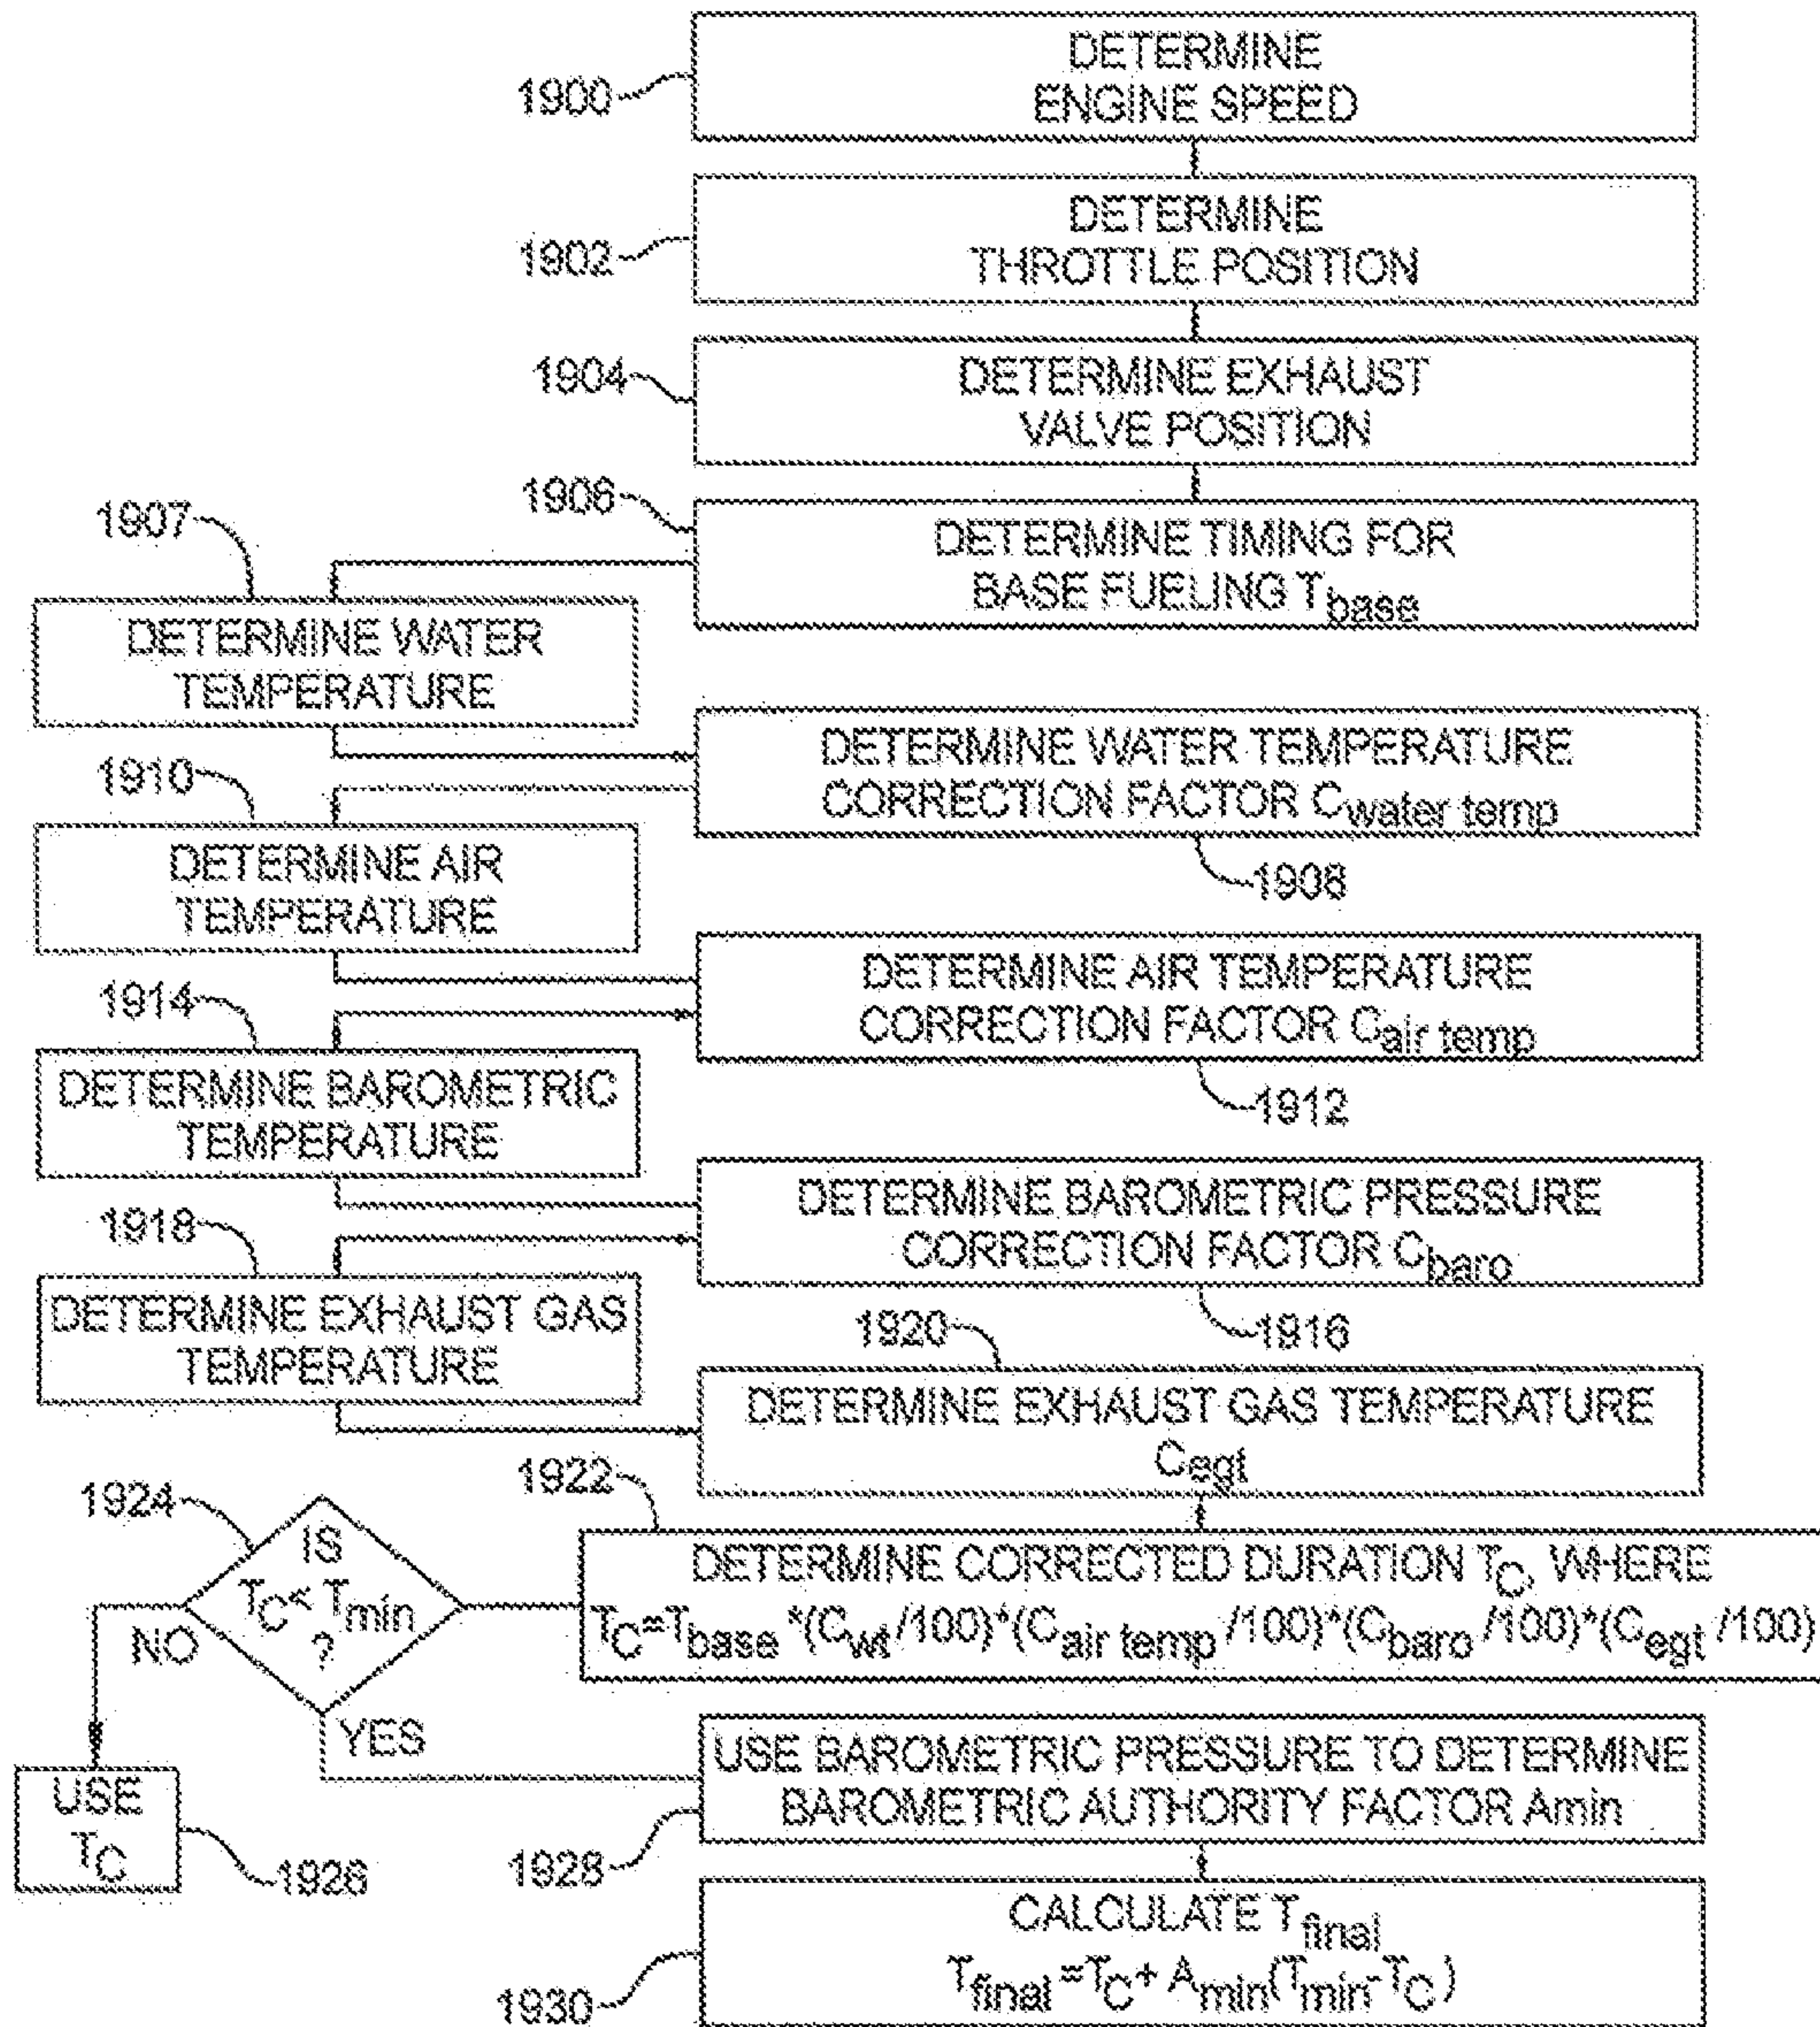 1900
DETERMINE
ENGINE SPEED
1902
DETERMINE
THROTTLE POSITION
1904
DETERMINE EXHAUST
VALVE POSITION
1906
DETERMINE TIMING FOR
BASE FUELING Tbase
1907
DETERMINE WATER
TEMPERATURE
DETERMINE WATER TEMPERATURE
CORRECTION FACTOR Cwater temp
1908
1910
DETERMINE AIR
TEMPERATURE
DETERMINE AIR TEMPERATURE
CORRECTION FACTOR Cair temp
1912
1914
DETERMINE BAROMETRIC
TEMPERATURE
DETERMINE BAROMETRIC PRESSURE
CORRECTION FACTOR Cbaro
1916
1918
DETERMINE EXHAUST GAS
TEMPERATURE
1920
DETERMINE EXHAUST GAS TEMPERATURE
Cegt
1922
DETERMINE CORRECTED DURATION TC, WHERE
TC=Tbase *(Cwt/100)*(Cair temp /100)*(Cbaro /100)*(Cegt /100)
1924
IS
TC< Tmin
?
NO
YES
USE
TC
1926
USE BAROMETRIC PRESSURE TO DETERMINE
BAROMETRIC AUTHORITY FACTOR Amin
1928
CALCULATE Tfinal
Tfinal =TC+ Amin(Tmin-TC)
1930